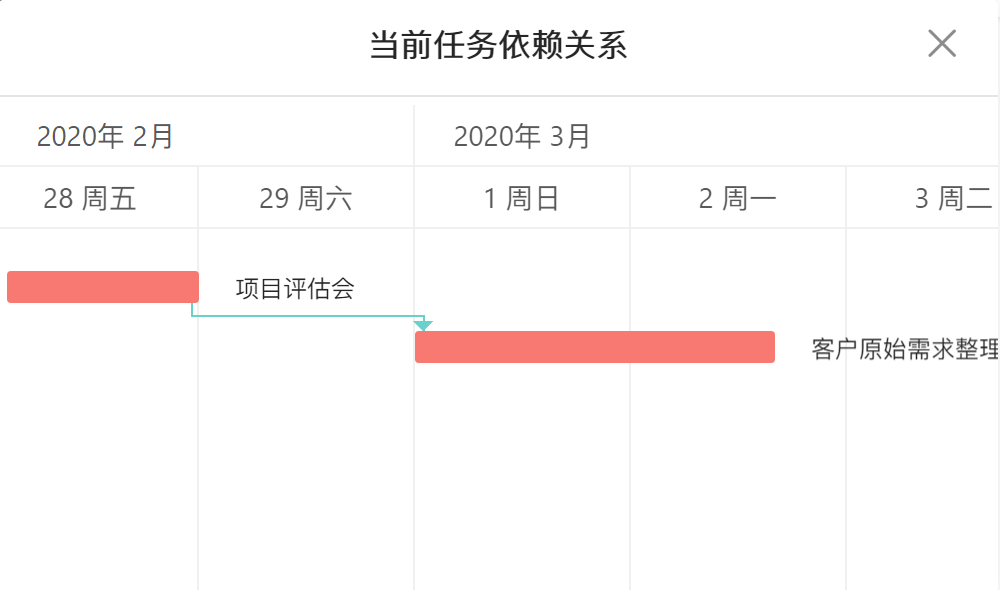 当前任务依赖关系
2020年 2月 2020年 3月
28 周五 29 周六 1 周日 2 周一 3 周二
项目评估会
客户原始需求整理